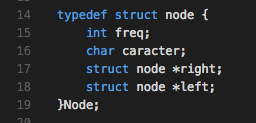 14 typedef struct node {
15     int freq;
16     char caracter;
17     struct node *right;
18     struct node *left;
19 }Node;
20